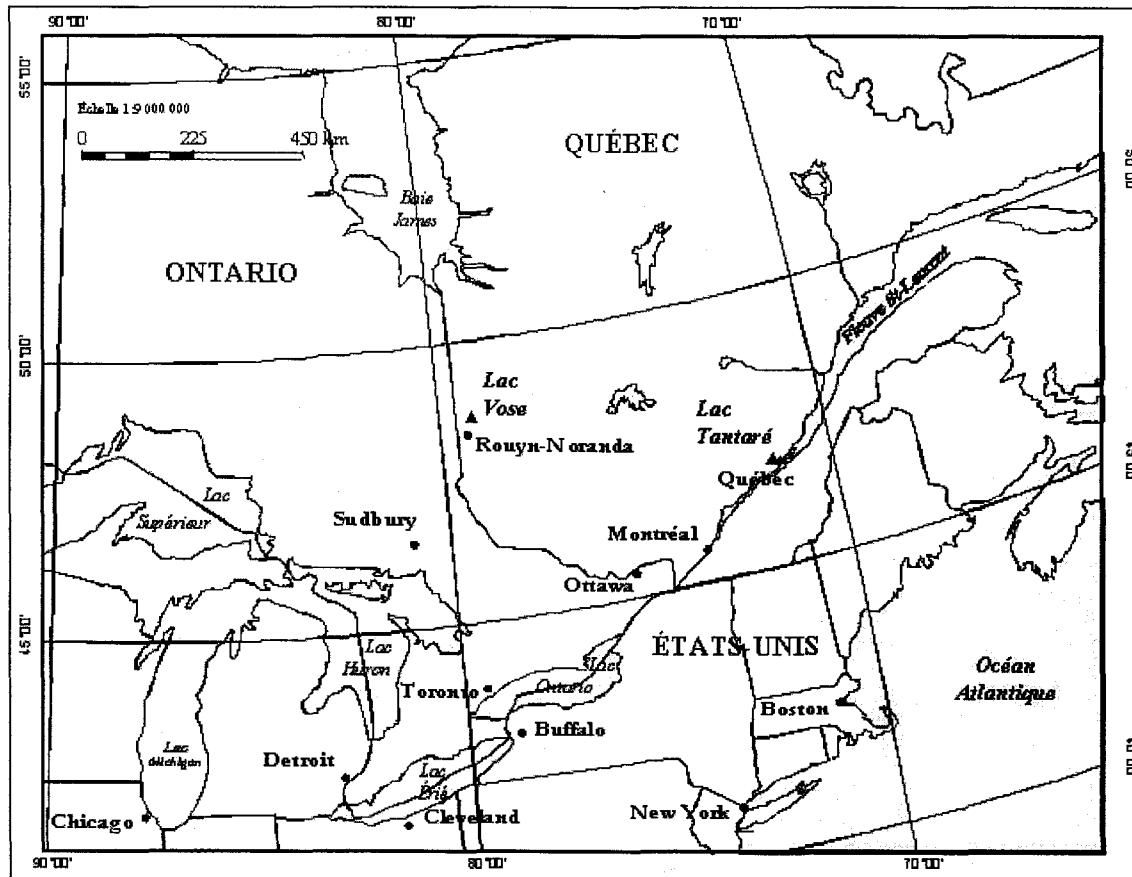 90°00' 80°00' 70°00'
55°00'
Échelle 1:9 000 000
0 225 450 km
QUÉBEC
Baie
James
ONTARIO
Fleuve St-Laurent
50°00'
Lac
Vose
Lac
Tantaré
Rouyn-Noranda
Québec
Lac
Supérieur
Sudbury
Montréal
Ottawa
45°00'
ÉTATS-UNIS
Lac
Huron
Lac
Ontario
Toronto
Océan
Atlantique
Boston
Buffalo
Lac
Michigan
Detroit
Lac
Érié
New York
Chicago
Cleveland
90°00' 80°00' 70°00'